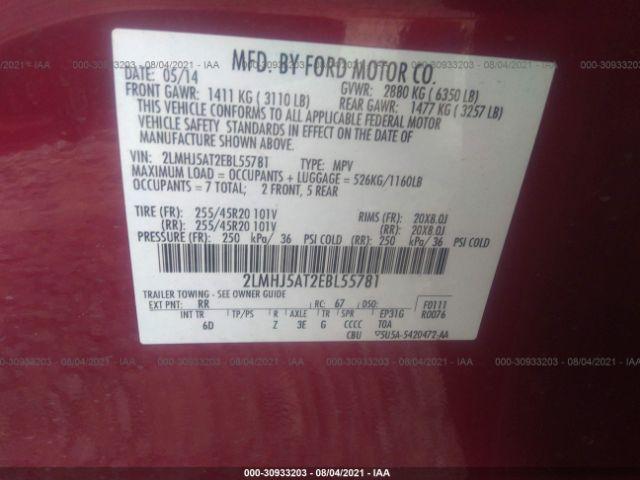 000-30933203 - 08/04/2021 - IAA
MFD. BY FORD MOTOR CO.
DATE: 05/14 GVWR: 2880 KG ( 6350 LB)
FRONT GAWR: 1411 KG ( 3110 LB) REAR GAWR: 1477 KG ( 3257 LB)
THIS VEHICLE CONFORMS TO ALL APPLICABLE FEDERAL MOTOR
VEHICLE SAFETY STANDARDS IN EFFECT ON THE DATE OF
MANUFACTURE SHOWN ABOVE.
VIN: 2LMHJ5AT2EBL55781 TYPE: MPV
MAXIMUM LOAD = OCCUPANTS + LUGGAGE = 526KG/1160LB
OCCUPANTS = 7 TOTAL; 2 FRONT, 5 REAR
TIRE (FR): 255/45R20 101V RIMS (FR): 20X8.0J
(RR): 255/45R20 101V (RR): 20X8.0J
PRESSURE (FR): 250 kPa/ 36 PSI COLD (RR): 250 kPa/ 36 PSI COLD
2LMHJ5AT2EBL55781
TRAILER TOWING - SEE OWNER GUIDE
EXT PNT: RR RC: 67 DSO: F0111
INT TR TP/PS R AXLE TR SPR EP31G R0076
6D Z 3E G CCCC TOA
CBU 5U5A-5420472-AA
000-30933203 - 08/04/2021 - IAA
000-30933203 - 08/04/2021 - IAA